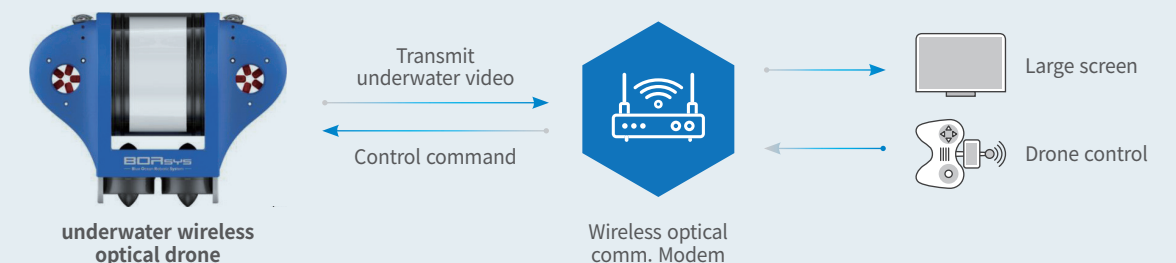 Transmit
underwater video
Control command
BORSYS
underwater wireless
optical drone
Wireless optical
comm. Modem
Large screen
Drone control